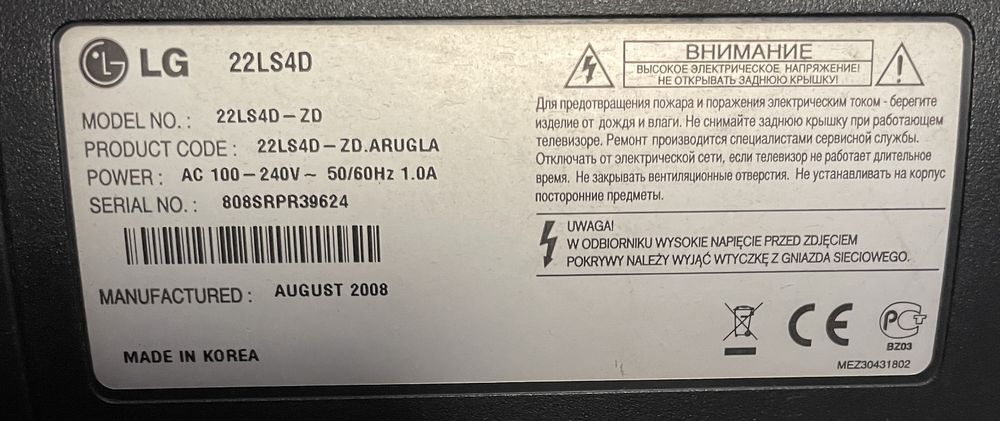 LG 22LS4D
MODEL NO. : 22LS4D-ZD
PRODUCT CODE : 22LS4D-ZD.ARUGLA
POWER : AC 100-240V~ 50/60Hz 1.0A
SERIAL NO. : 808SRPR39624
MANUFACTURED : AUGUST 2008
MADE IN KOREA
ВНИМАНИЕ
ВЫСОКОЕ ЭЛЕКТРИЧЕСКОЕ НАПРЯЖЕНИЕ!
НЕ ОТКРЫВАТЬ ЗАДНЮЮ КРЫШКУ!
Для предотвращения пожара и поражения электрическим током - берегите
изделие от дождя и влаги. Не снимайте заднюю крышку при работающем
телевизоре. Ремонт производится специалистами сервисной службы.
Отключать от электрической сети, если телевизор не работает длительное
время. Не закрывать вентиляционные отверстия. Не устанавливать на корпус
посторонние предметы.
UWAGA!
W ODBIORNIKU WYSOKIE NAPIĘCIE PRZED ZDJĘCIEM
POKRYWY NALEŻY WYJĄĆ WTYCZKĘ Z GNIAZDA SIECIOWEGO.
CE PCT
BZ03
MEZ30431802